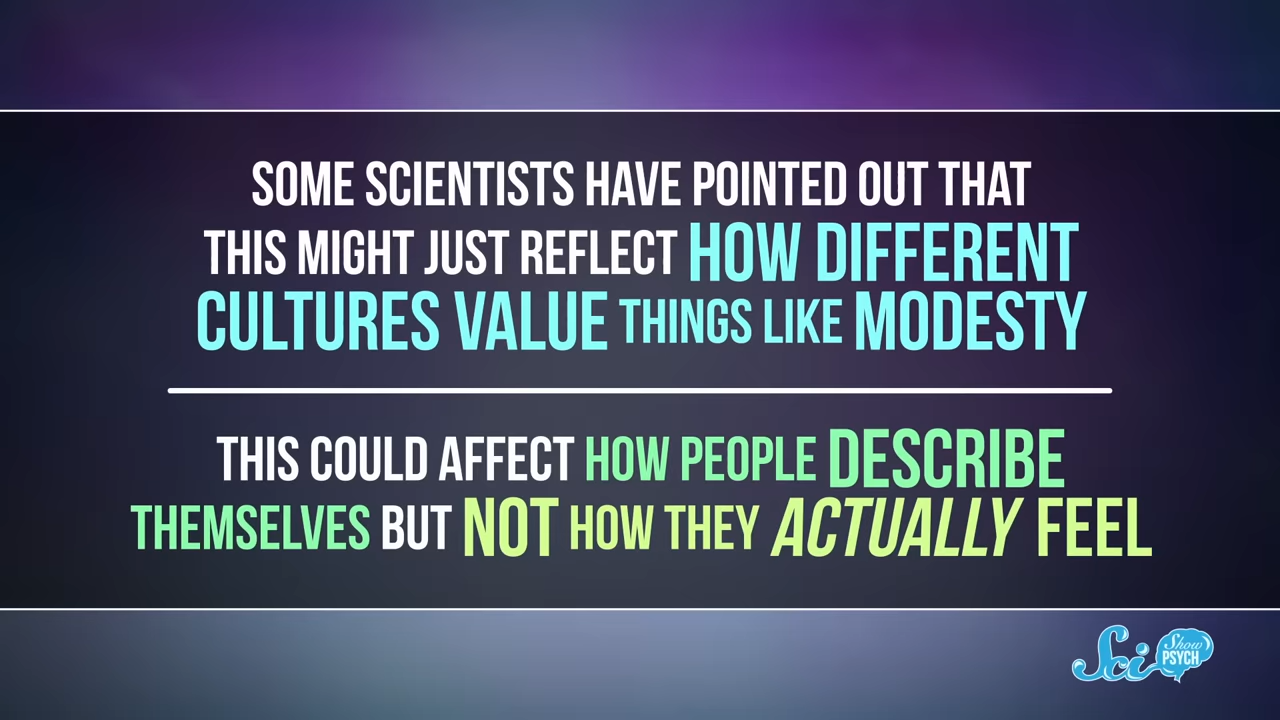 SOME SCIENTISTS HAVE POINTED OUT THAT
THIS MIGHT JUST REFLECT HOW DIFFERENT
CULTURES VALUE THINGS LIKE MODESTY
THIS COULD AFFECT HOW PEOPLE DESCRIBE
THEMSELVES BUT NOT HOW THEY ACTUALLY FEEL
Sci Show
PSYCH